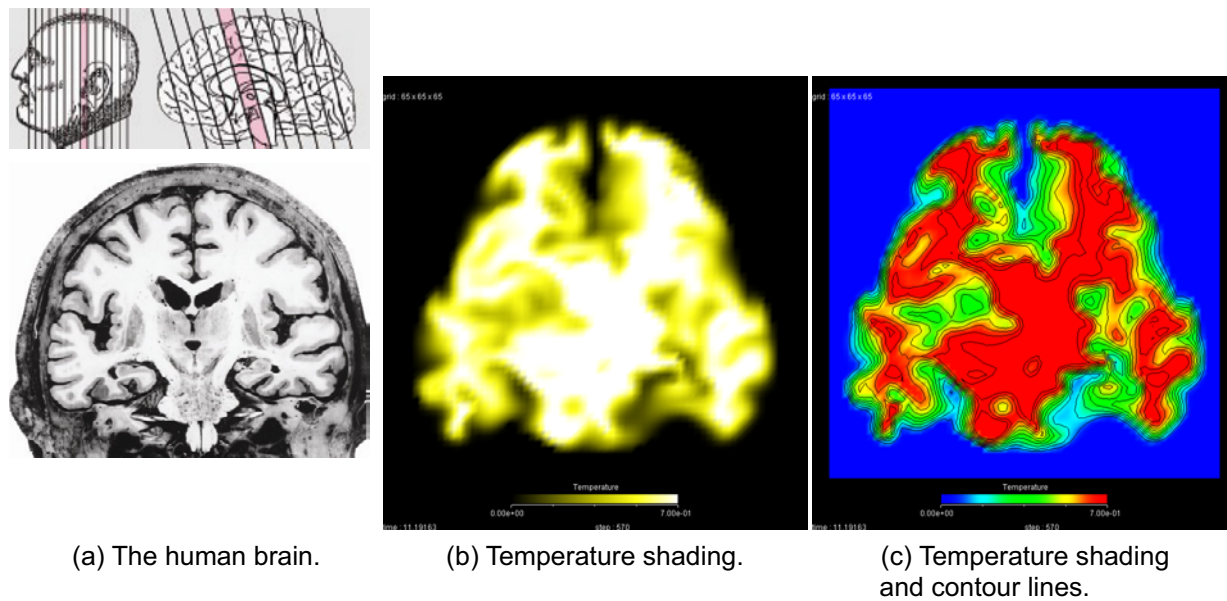 grid : 65 x 65 x 65
grid : 65 x 65 x 65
Temperature
0.00e+00 7.00e-01
time : 11.19163 step : 570
Temperature
0.00e+00 7.00e-01
time : 11.19163 step : 570
(a) The human brain.
(b) Temperature shading.
(c) Temperature shading
and contour lines.